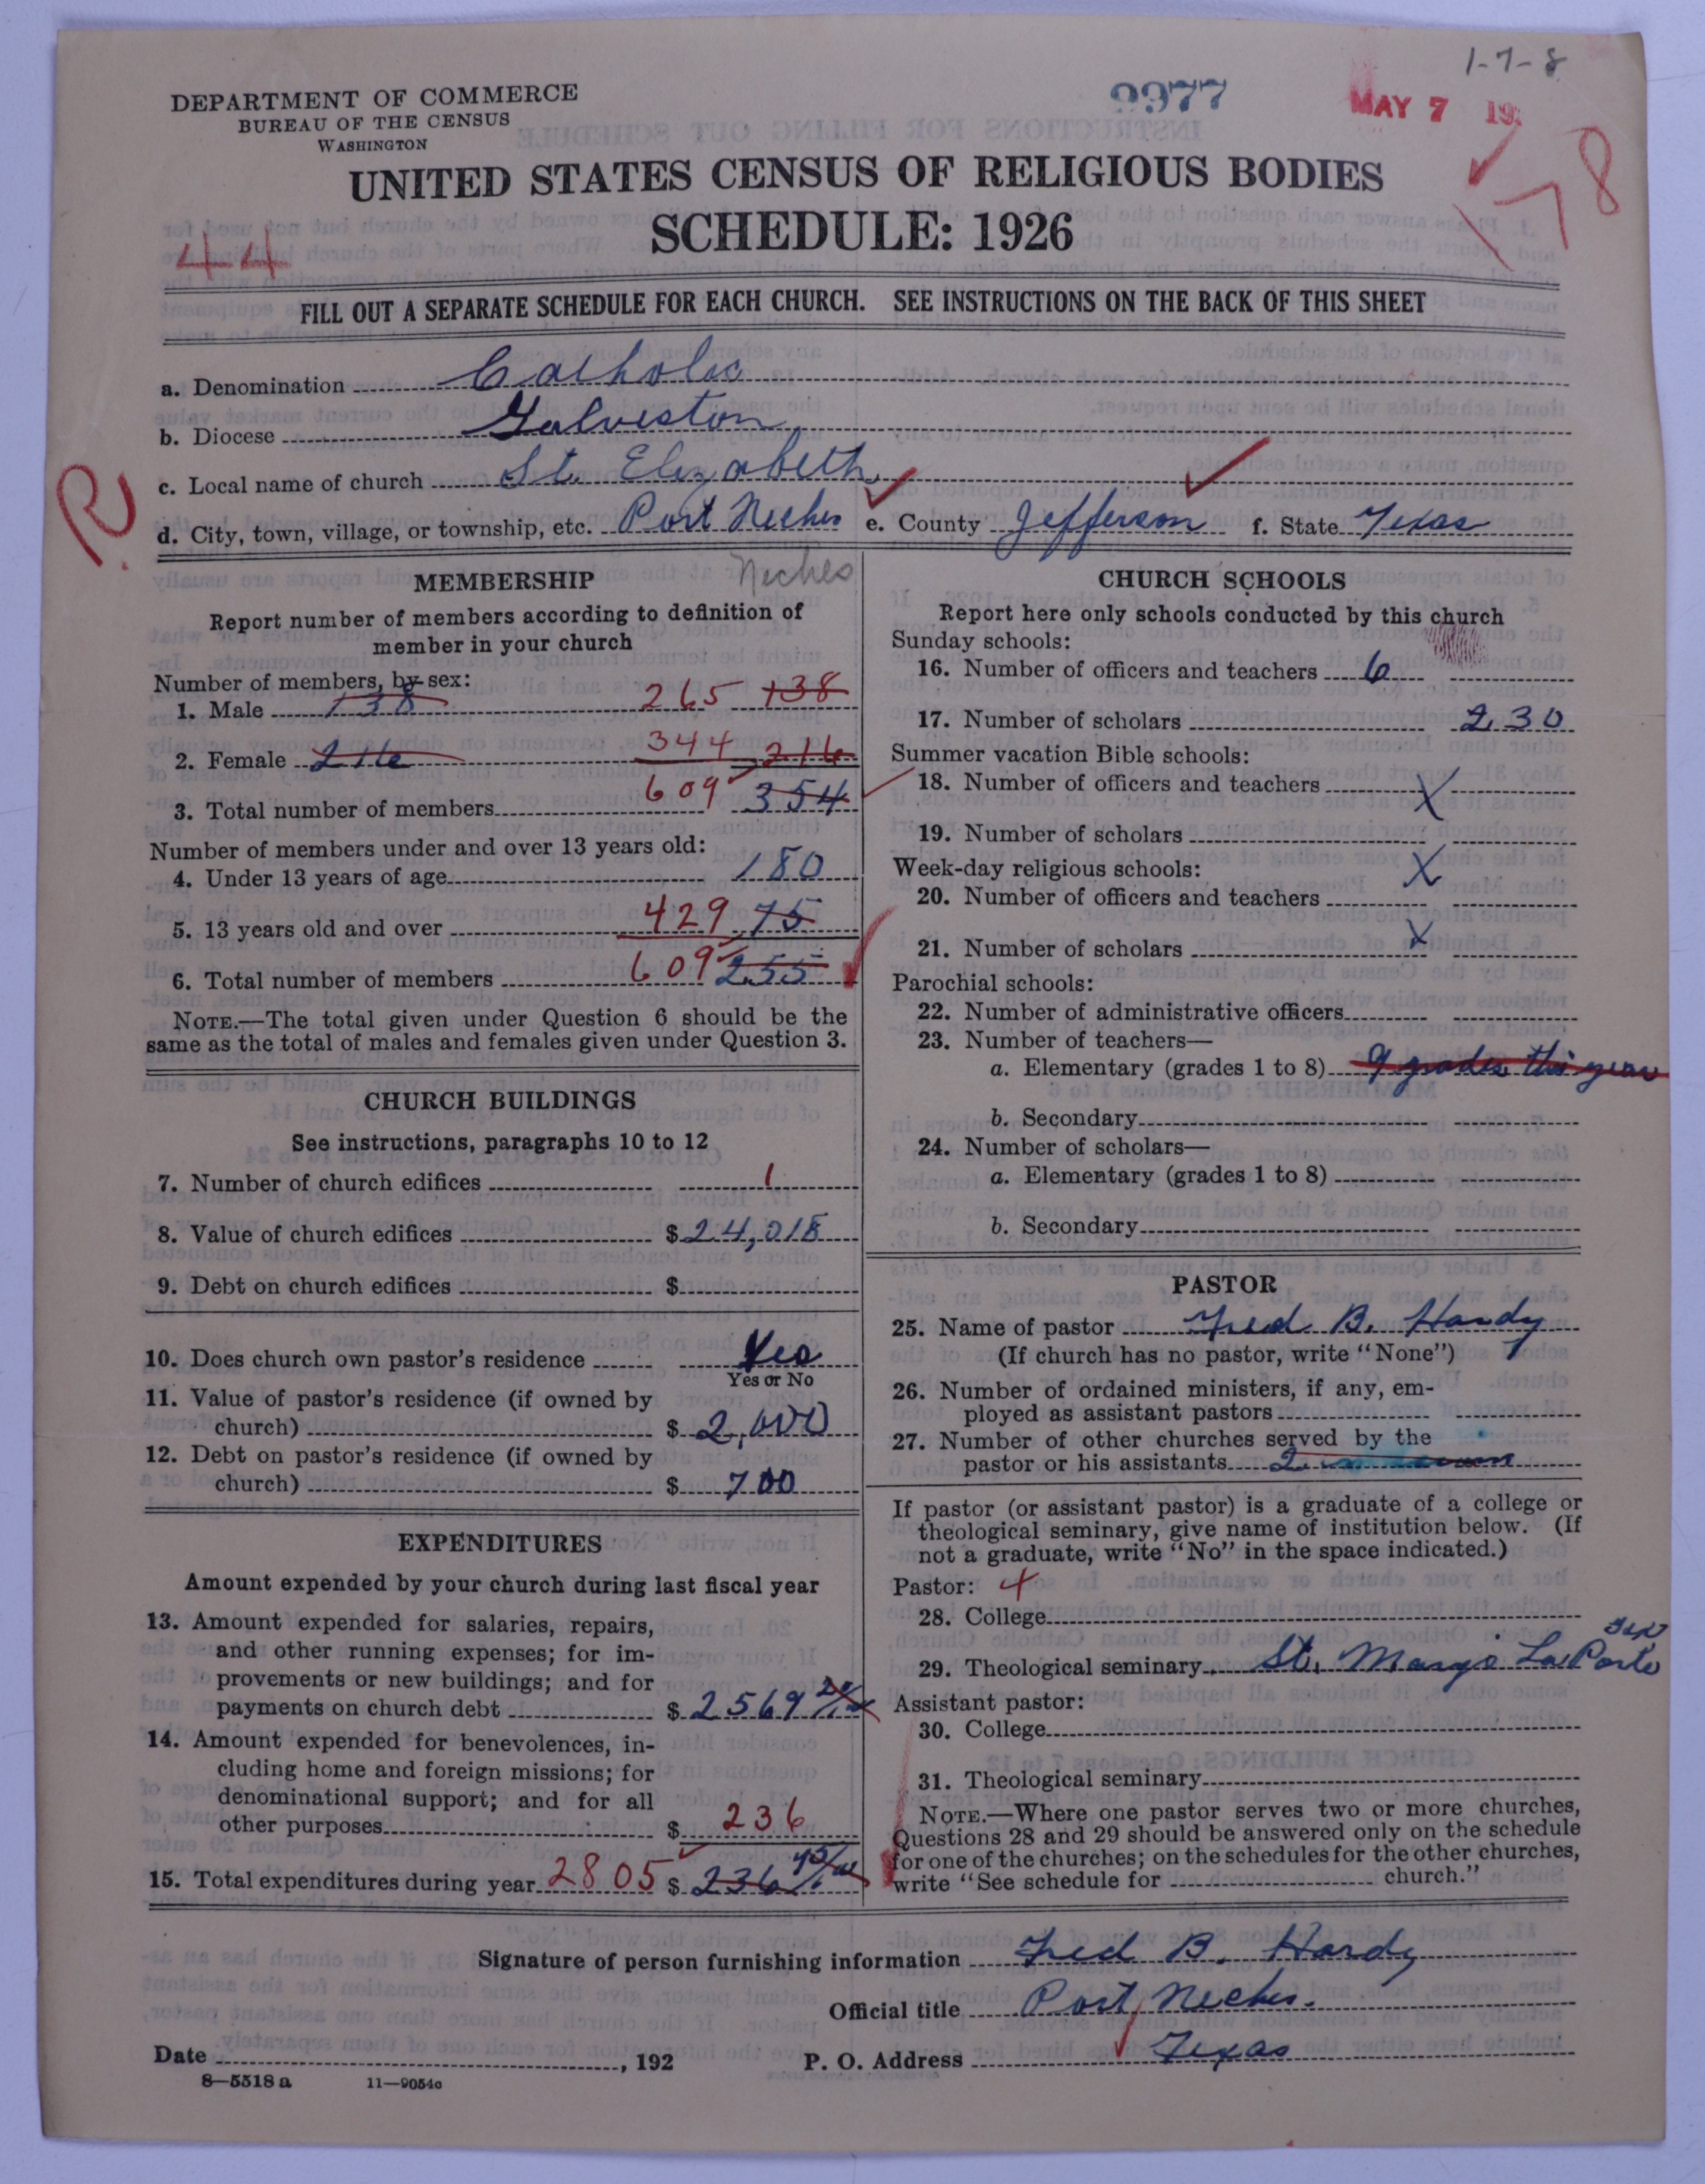 1-7-8
DEPARTMENT OF COMMERCE
BUREAU OF THE CENSUS
WASHINGTON
9977
MAY 7 19
178
UNITED STATES CENSUS OF RELIGIOUS BODIES
SCHEDULE: 1926
44
FILL OUT A SEPARATE SCHEDULE FOR EACH CHURCH. SEE INSTRUCTIONS ON THE BACK OF THIS SHEET
a. Denomination Catholic
b. Diocese Galveston
c. Local name of church St. Elizabeth
R
d. City, town, village, or township, etc. Port Neches e. County Jefferson f. State Texas
Neches
MEMBERSHIP
Report number of members according to definition of
member in your church
Number of members, by sex:
1. Male 138 265 138
2. Female 216 344 216
3. Total number of members 609 354
Number of members under and over 13 years old:
4. Under 13 years of age 180
5. 13 years old and over 429 75
6. Total number of members 609 255
NOTE.—The total given under Question 6 should be the
same as the total of males and females given under Question 3.
CHURCH BUILDINGS
See instructions, paragraphs 10 to 12
7. Number of church edifices 1
8. Value of church edifices $ 24,018
9. Debt on church edifices $
10. Does church own pastor's residence Yes
Yes or No
11. Value of pastor's residence (if owned by
church) $ 2,000
12. Debt on pastor's residence (if owned by
church) $ 700
EXPENDITURES
Amount expended by your church during last fiscal year
13. Amount expended for salaries, repairs,
and other running expenses; for im-
provements or new buildings; and for
payments on church debt $ 2569
14. Amount expended for benevolences, in-
cluding home and foreign missions; for
denominational support; and for all
other purposes $ 236
15. Total expenditures during year 2805 $ 236
CHURCH SCHOOLS
Report here only schools conducted by this church
Sunday schools:
16. Number of officers and teachers 6
17. Number of scholars 230
Summer vacation Bible schools:
18. Number of officers and teachers X
19. Number of scholars
Week-day religious schools: X
20. Number of officers and teachers
21. Number of scholars X
Parochial schools:
22. Number of administrative officers
23. Number of teachers—
a. Elementary (grades 1 to 8) 9 grades this year
b. Secondary
24. Number of scholars—
a. Elementary (grades 1 to 8)
b. Secondary
PASTOR
25. Name of pastor Fred B. Hardy
(If church has no pastor, write "None")
26. Number of ordained ministers, if any, em-
ployed as assistant pastors
27. Number of other churches served by the
pastor or his assistants 2
If pastor (or assistant pastor) is a graduate of a college or
theological seminary, give name of institution below. (If
not a graduate, write "No" in the space indicated.)
Pastor: 4
28. College
Tex
29. Theological seminary St. Mary's La Porte
Assistant pastor:
30. College
31. Theological seminary
NOTE.—Where one pastor serves two or more churches,
Questions 28 and 29 should be answered only on the schedule
for one of the churches; on the schedules for the other churches,
write "See schedule for church."
Signature of person furnishing information Fred B. Hardy
Official title Port Neches.
Date , 192 P. O. Address Texas
8—5518 a 11—9054c